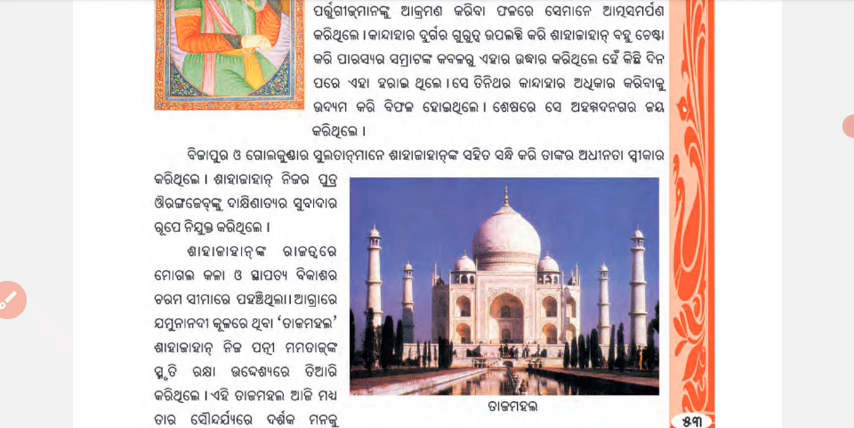 ପର୍ତ୍ତୁଗୀଜ୍‌ମାନଙ୍କୁ ଆକ୍ରମଣ କରିବା ଫଳରେ ସେମାନେ ଆତ୍ମସମର୍ପଣ
କରିଥିଲେ। କାନ୍ଦାହାର ଦୁର୍ଗର ଗୁରୁତ୍ୱ ଉପଲବ୍ଧି କରି ଶାହାଜାହାନ୍ ବହୁ ଚେଷ୍ଟା
କରି ପାରସ୍ୟର ସମ୍ରାଟଙ୍କ କବଳରୁ ଏହାର ଉଦ୍ଧାର କରିଥିଲେ ହେଁ କିଛି ଦିନ
ପରେ ଏହା ହରାଇ ଥିଲେ। ସେ ତିନିଥର କାନ୍ଦାହାର ଅଧିକାର କରିବାକୁ
ଉଦ୍ୟମ କରି ବିଫଳ ହୋଇଥିଲେ। ଶେଷରେ ସେ ଅହମ୍ମଦନଗର ଜୟ
କରିଥିଲେ।
ବିଜାପୁର ଓ ଗୋଲକୁଣ୍ଡାର ସୁଲତାନ୍‌ମାନେ ଶାହାଜାହାନ୍‌ଙ୍କ ସହିତ ସନ୍ଧି କରି ତାଙ୍କର ଅଧୀନତା ସ୍ୱୀକାର
କରିଥିଲେ। ଶାହାଜାହାନ୍ ନିଜର ପୁତ୍ର
ଔରଙ୍ଗଜେବ୍‌ଙ୍କୁ ଦାକ୍ଷିଣାତ୍ୟର ସୁବାଦାର
ରୂପେ ନିଯୁକ୍ତ କରିଥିଲେ।
ଶାହାଜାହାନ୍‌ଙ୍କ ରାଜତ୍ୱରେ
ମୋଗଲ କଳା ଓ ସ୍ଥାପତ୍ୟ ବିକାଶର
ଚରମ ସୀମାରେ ପହଞ୍ଚିଥିଲା।। ଆଗ୍ରାରେ
ଯମୁନାନଦୀ କୂଳରେ ଥିବା ‘ତାଜମହଲ’
ଶାହାଜାହାନ୍ ନିଜ ପତ୍ନୀ ମମତାଜ୍‌ଙ୍କ
ସ୍ମୃତି ରକ୍ଷା ଉଦ୍ଦେଶ୍ୟରେ ତିଆରି
କରିଥିଲେ। ଏହି ତାଜମହଲ ଆଜି ମଧ୍ୟ
ତାର ସୌନ୍ଦର୍ଯ୍ୟରେ ଦର୍ଶକ ମନକୁ
ତାଜମହଲ
୫୩